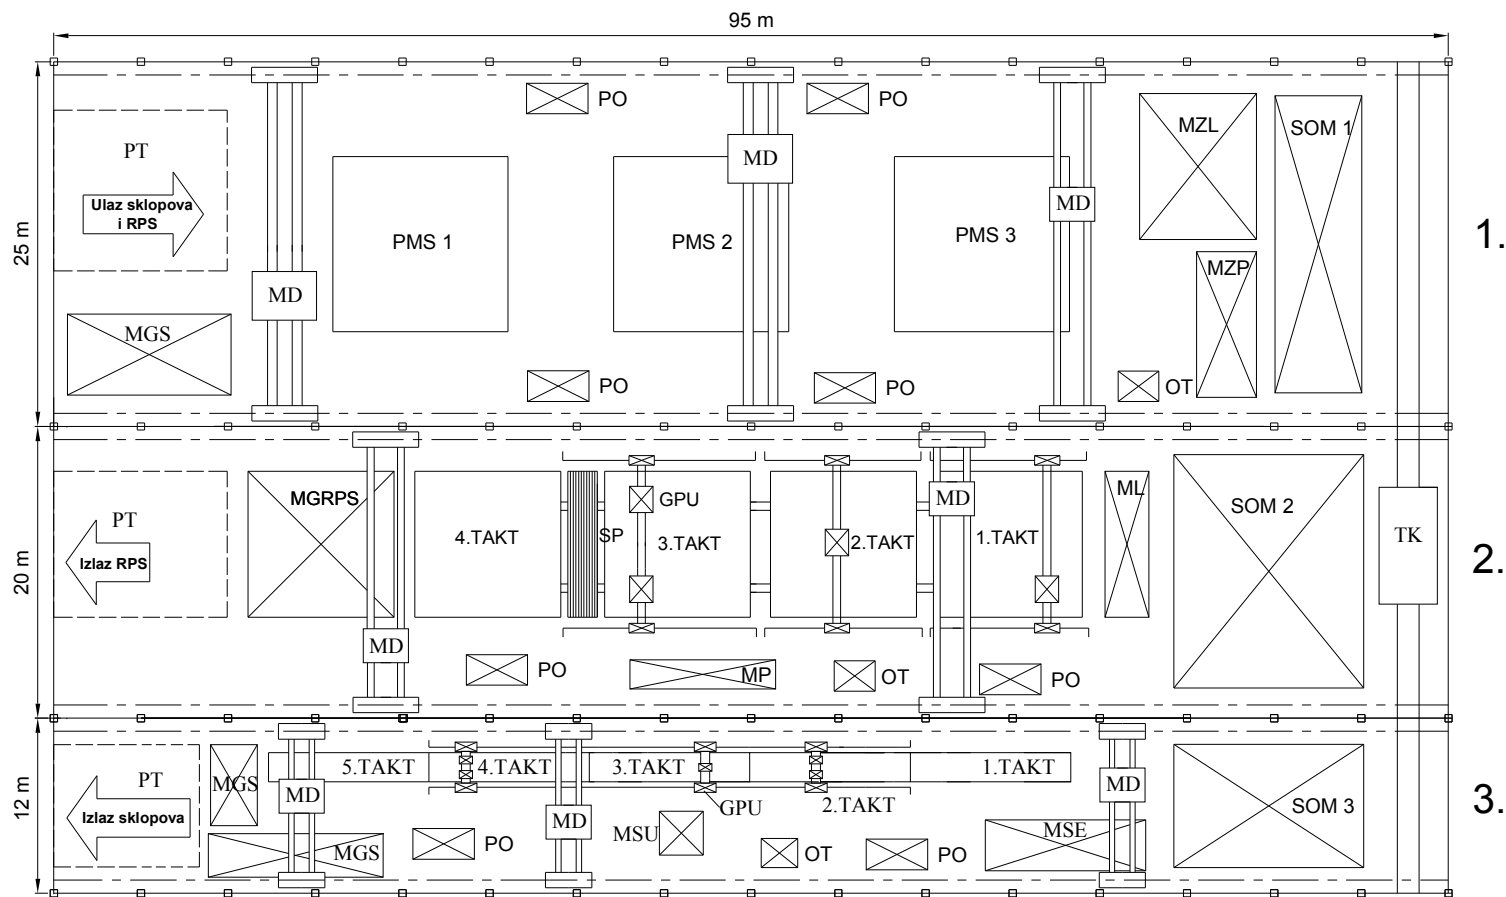 95 m
25 m
20 m
12 m
1.
PO
PO
MZL
SOM 1
PT
MD
Ulaz sklopova
i RPS
MD
PMS 1
PMS 2
PMS 3
MZP
MD
MGS
PO
PO
OT
2.
MGRPS
GPU
MD
ML
SOM 2
PT
Izlaz RPS
4.TAKT
SP
3.TAKT
2.TAKT
1.TAKT
TK
MD
PO
MP
OT
PO
3.
PT
MGS
5.TAKT
4.TAKT
3.TAKT
1.TAKT
MD
MD
Izlaz sklopova
MD
GPU
2.TAKT
SOM 3
MGS
PO
MSU
OT
PO
MSE